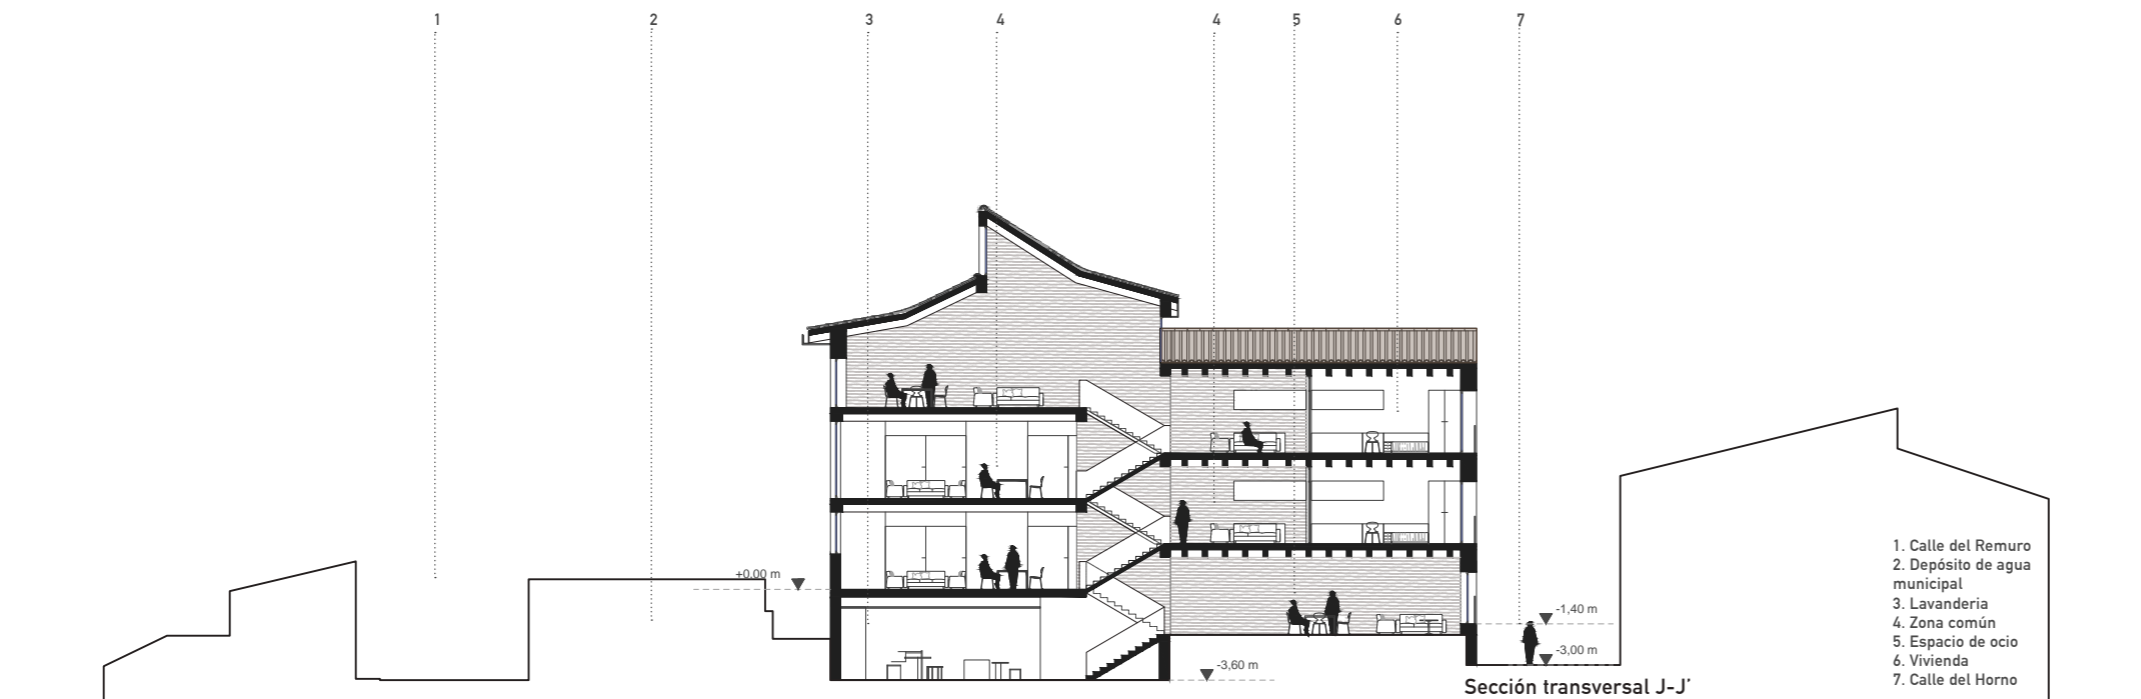 1 2 3 4 4 5 6 7
+0,00 m
-1,40 m
-3,00 m
-3,60 m
Sección transversal J-J'
1. Calle del Remuro
2. Depósito de agua
municipal
3. Lavanderia
4. Zona común
5. Espacio de ocio
6. Vivienda
7. Calle del Horno